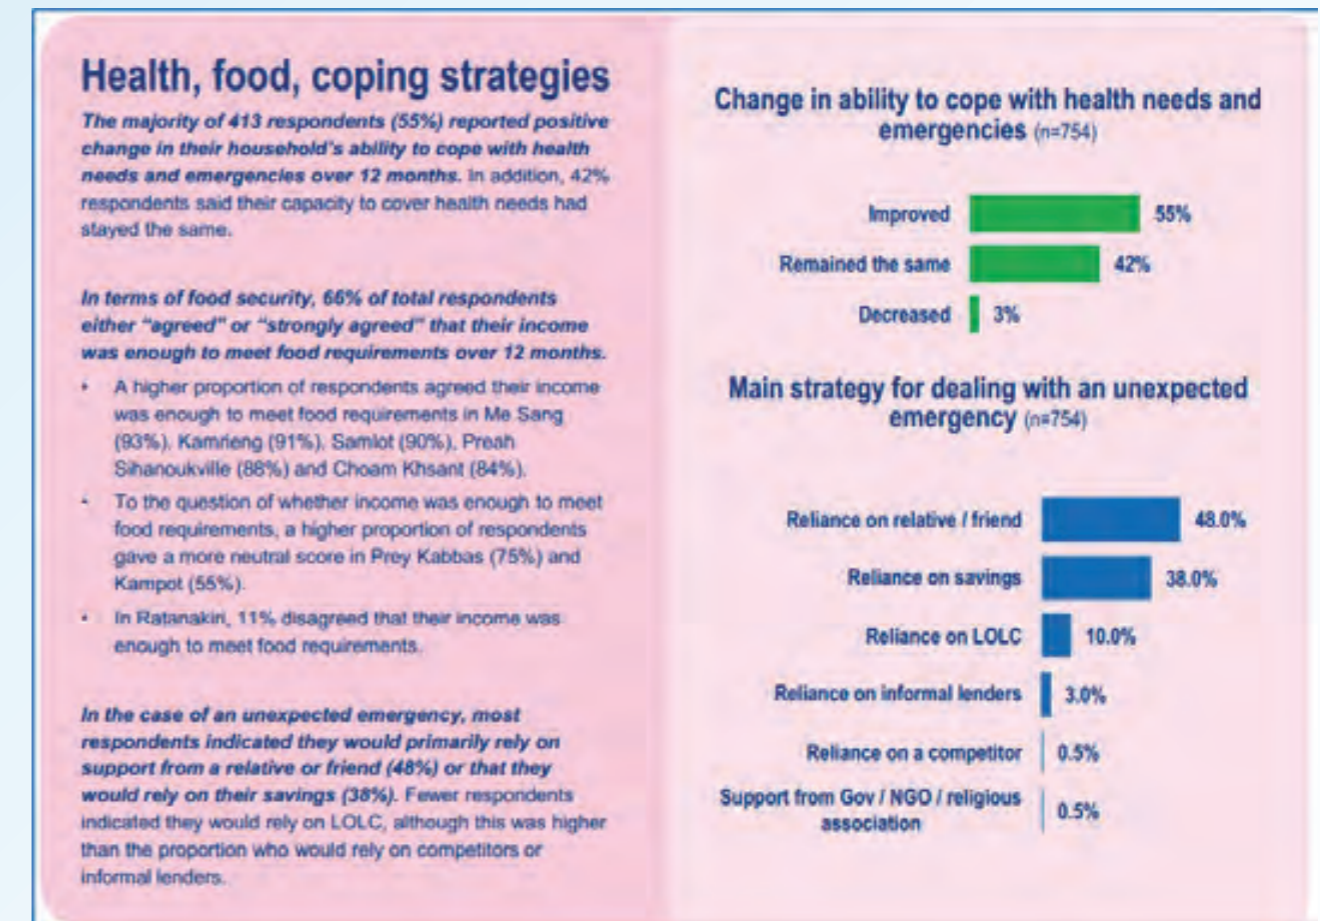 Health, food, coping strategies
The majority of 413 respondents (55%) reported positive
change in their household's ability to cope with health
needs and emergencies over 12 months. In addition, 42%
respondents said their capacity to cover health needs had
stayed the same.
In terms of food security, 66% of total respondents
either "agreed" or "strongly agreed" that their income
was enough to meet food requirements over 12 months.
• A higher proportion of respondents agreed their income
was enough to meet food requirements in Me Sang
(93%), Kamrieng (91%), Samlot (90%), Preah
Sihanoukville (88%) and Choam Khsant (84%).
• To the question of whether income was enough to meet
food requirements, a higher proportion of respondents
gave a more neutral score in Prey Kabbas (75%) and
Kampot (55%).
• In Ratanakiri, 11% disagreed that their income was
enough to meet food requirements.
In the case of an unexpected emergency, most
respondents indicated they would primarily rely on
support from a relative or friend (48%) or that they
would rely on their savings (38%). Fewer respondents
indicated they would rely on LOLC, although this was higher
than the proportion who would rely on competitors or
informal lenders.
Change in ability to cope with health needs and
emergencies (n=754)
Improved 55%
Remained the same 42%
Decreased 3%
Main strategy for dealing with an unexpected
emergency (n=754)
Reliance on relative / friend 48.0%
Reliance on savings 38.0%
Reliance on LOLC 10.0%
Reliance on informal lenders 3.0%
Reliance on a competitor 0.5%
Support from Gov / NGO / religious
association 0.5%